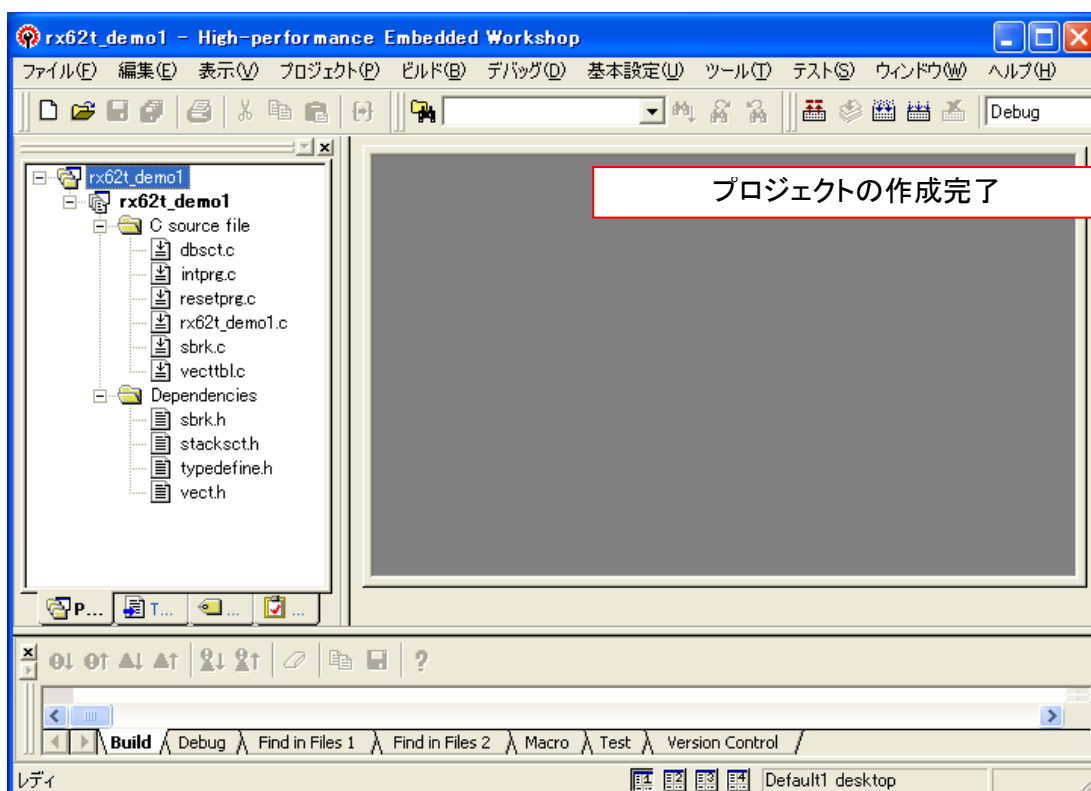 rx62t_demo1 - High-performance Embedded Workshop
ファイル(F) 編集(E) 表示(V) プロジェクト(P) ビルド(B) デバッグ(D) 基本設定(U) ツール(T) テスト(S) ウィンドウ(W) ヘルプ(H)
Debug
プロジェクトの作成完了
rx62t_demo1
rx62t_demo1
C source file
dbsct.c
intprg.c
resetprg.c
rx62t_demo1.c
sbrk.c
vecttbl.c
Dependencies
sbrk.h
stacksct.h
typedefine.h
vect.h
P... T... ... ...
Build Debug Find in Files 1 Find in Files 2 Macro Test Version Control
レディ 1 2 3 4 Default1 desktop